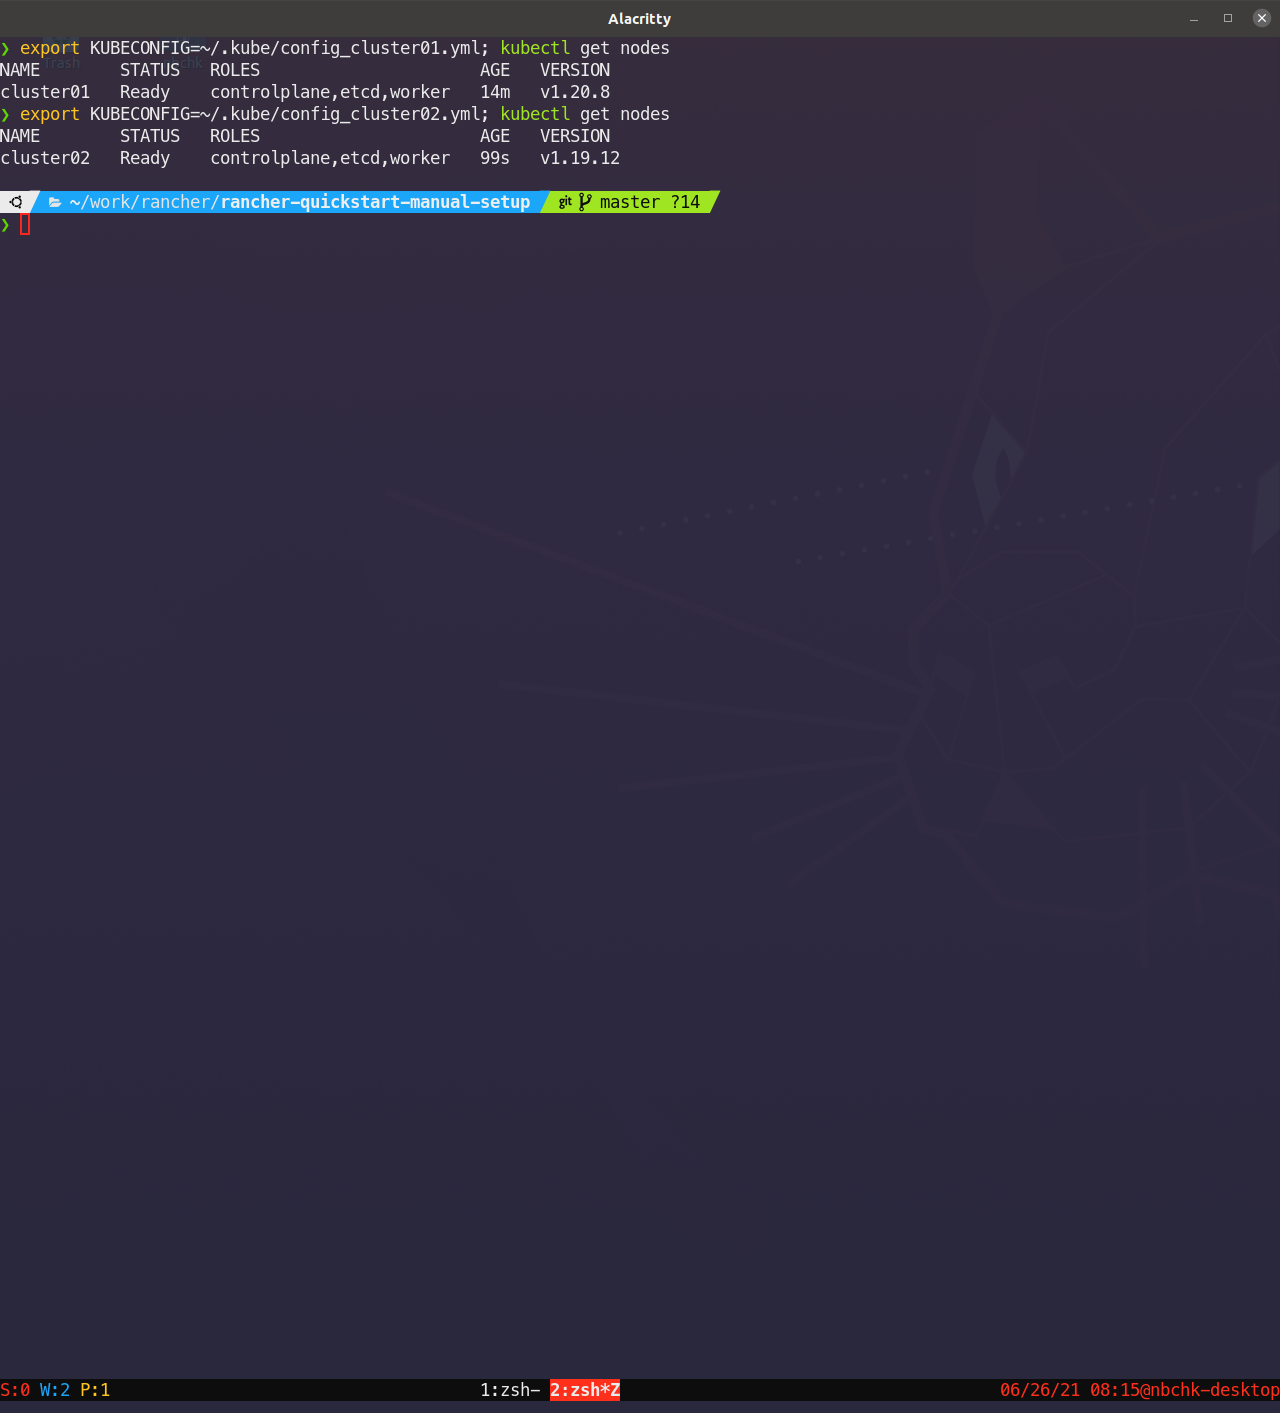 Alacritty
❯ export KUBECONFIG=~/.kube/config_cluster01.yml; kubectl get nodes
Trash
NAME        STATUS   ROLES                      AGE   VERSION
cluster01   Ready    controlplane,etcd,worker   14m   v1.20.8
❯ export KUBECONFIG=~/.kube/config_cluster02.yml; kubectl get nodes
NAME        STATUS   ROLES                      AGE   VERSION
cluster02   Ready    controlplane,etcd,worker   99s   v1.19.12
~/work/rancher/rancher-quickstart-manual-setup git master ?14
❯
S:0 W:2 P:1 1:zsh- 2:zsh*Z 06/26/21 08:15@nbchk-desktop